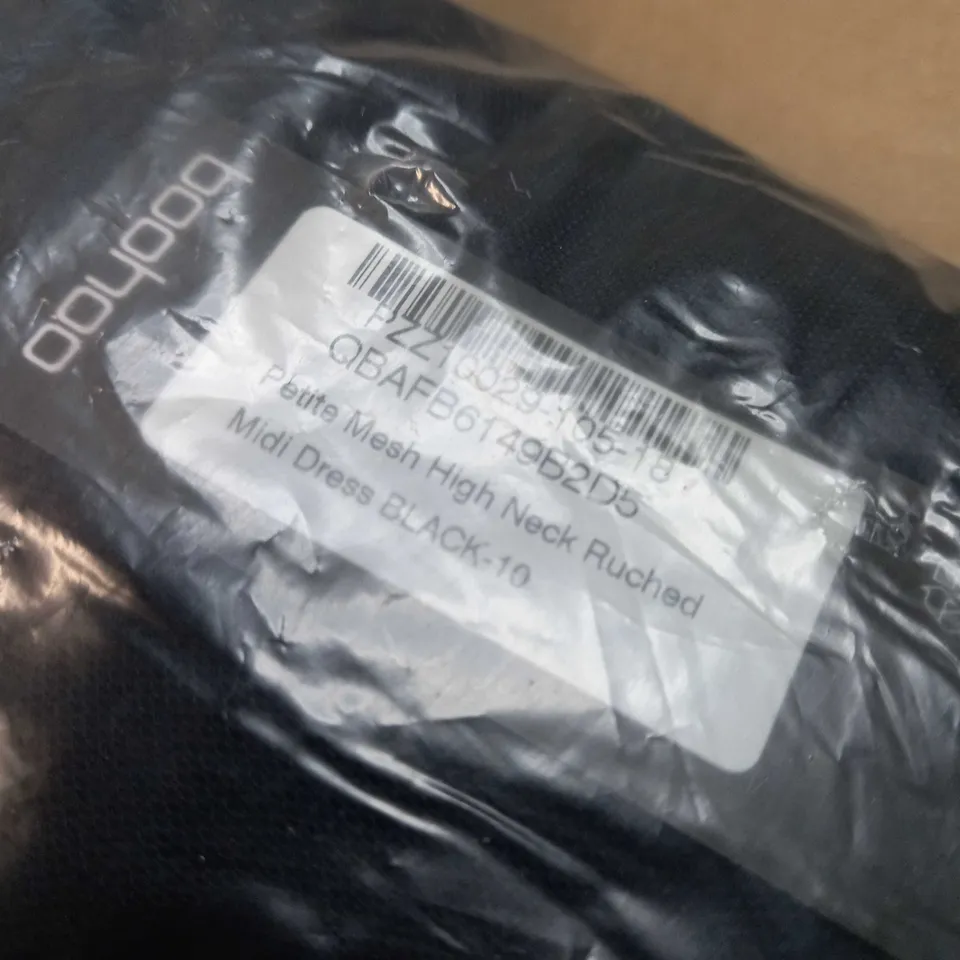 boohoo
PZZ10029-105-18
QBAFB6149B2D5
Petite Mesh High Neck Ruched
Midi Dress BLACK-10